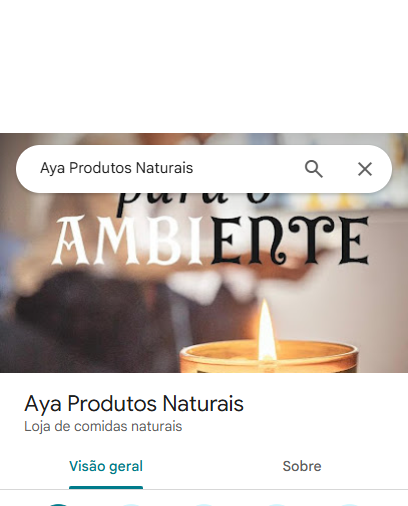 Aya Produtos Naturais
para o
AMBIENTE
Aya Produtos Naturais
Loja de comidas naturais
Visão geral
Sobre